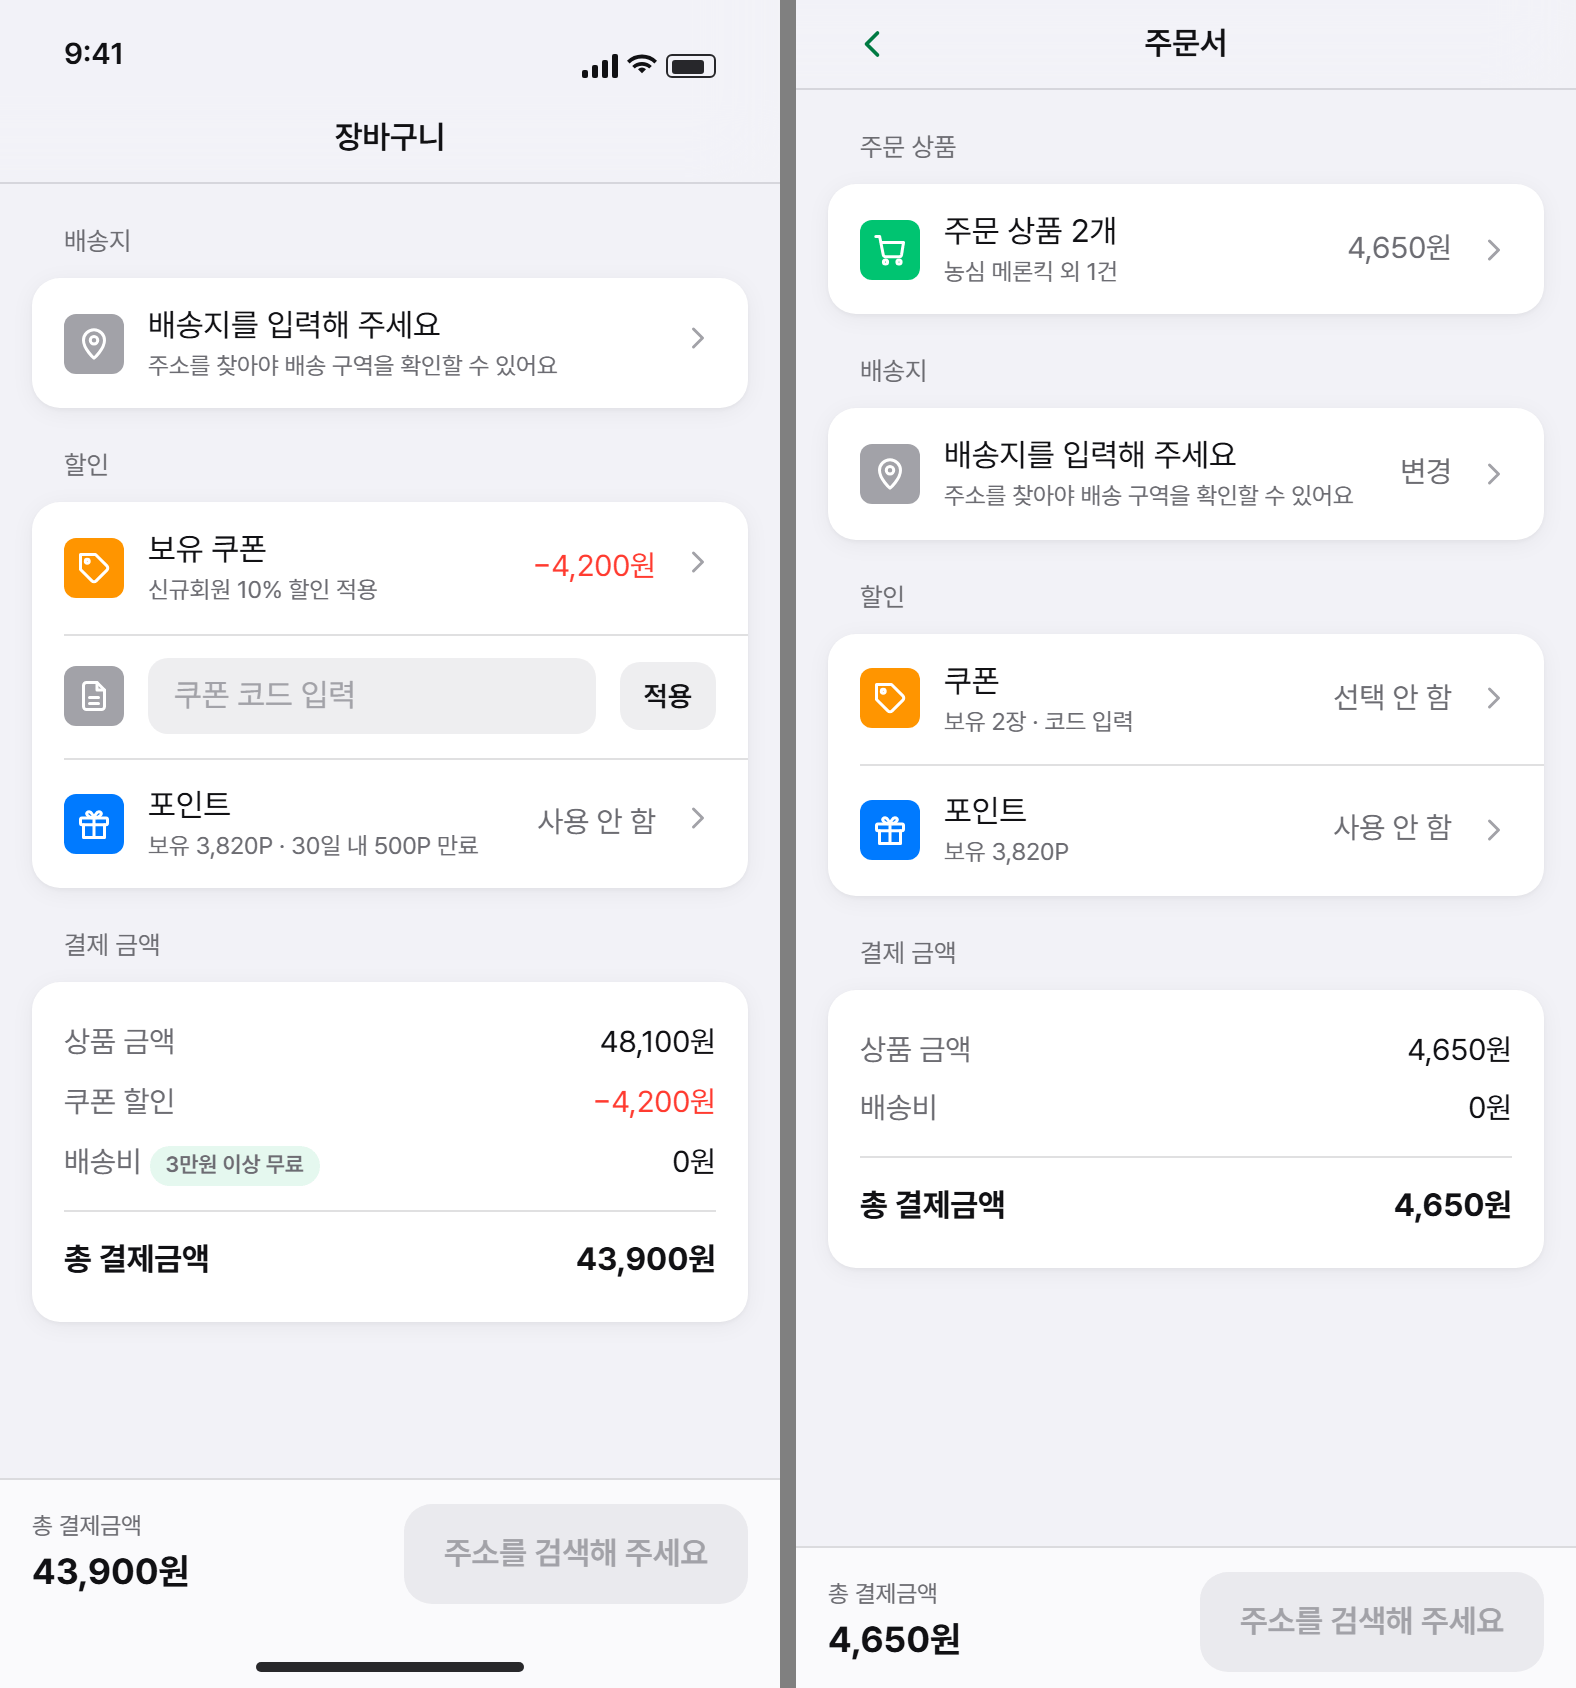 9:41
장바구니
배송지
배송지를 입력해 주세요
주소를 찾아야 배송 구역을 확인할 수 있어요
할인
보유 쿠폰
신규회원 10% 할인 적용
−4,200원
쿠폰 코드 입력
적용
포인트
보유 3,820P · 30일 내 500P 만료
사용 안 함
결제 금액
상품 금액
48,100원
쿠폰 할인
−4,200원
배송비
3만원 이상 무료
0원
총 결제금액
43,900원
총 결제금액
43,900원
주소를 검색해 주세요
주문서
주문 상품
주문 상품 2개
농심 메론킥 외 1건
4,650원
배송지
배송지를 입력해 주세요
주소를 찾아야 배송 구역을 확인할 수 있어요
변경
할인
쿠폰
보유 2장 · 코드 입력
선택 안 함
포인트
보유 3,820P
사용 안 함
결제 금액
상품 금액
4,650원
배송비
0원
총 결제금액
4,650원
총 결제금액
4,650원
주소를 검색해 주세요